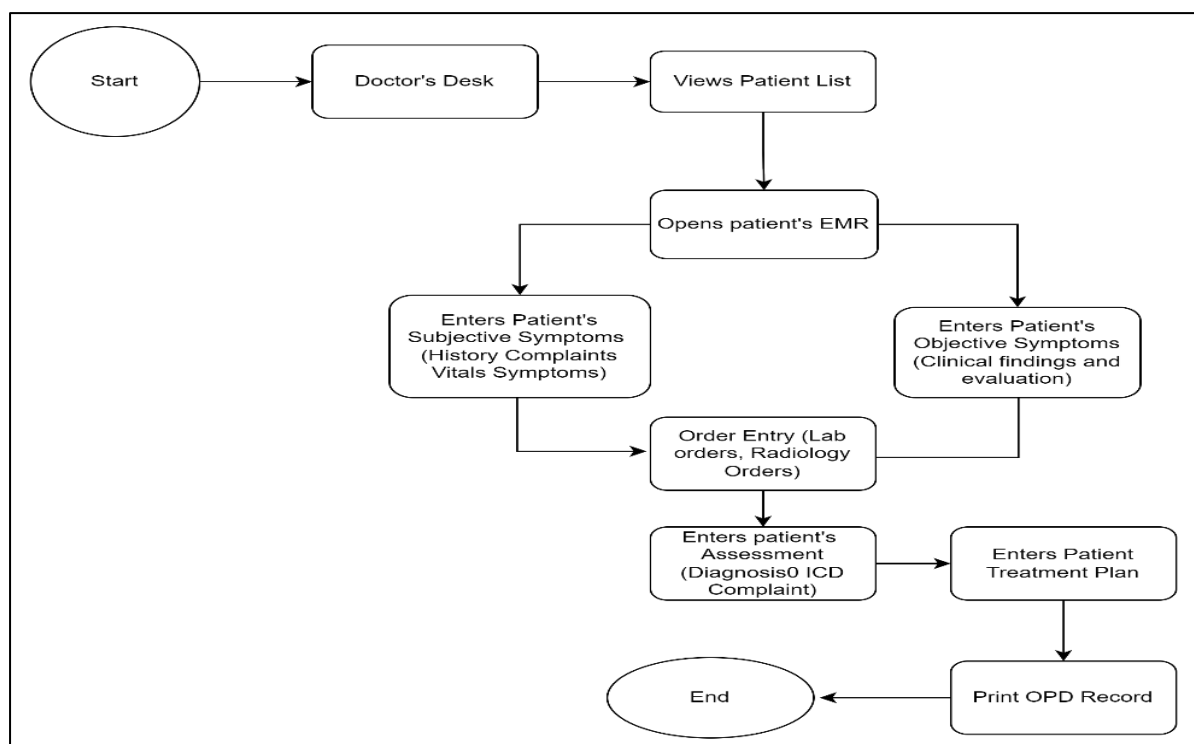 Start
Doctor's Desk
Views Patient List
Opens patient's EMR
Enters Patient's
Subjective Symptoms
(History Complaints
Vitals Symptoms)
Enters Patient's
Objective Symptoms
(Clinical findings and
evaluation)
Order Entry (Lab
orders, Radiology
Orders)
Enters patient's
Assessment
(Diagnosis0 ICD
Complaint)
Enters Patient
Treatment Plan
Print OPD Record
End